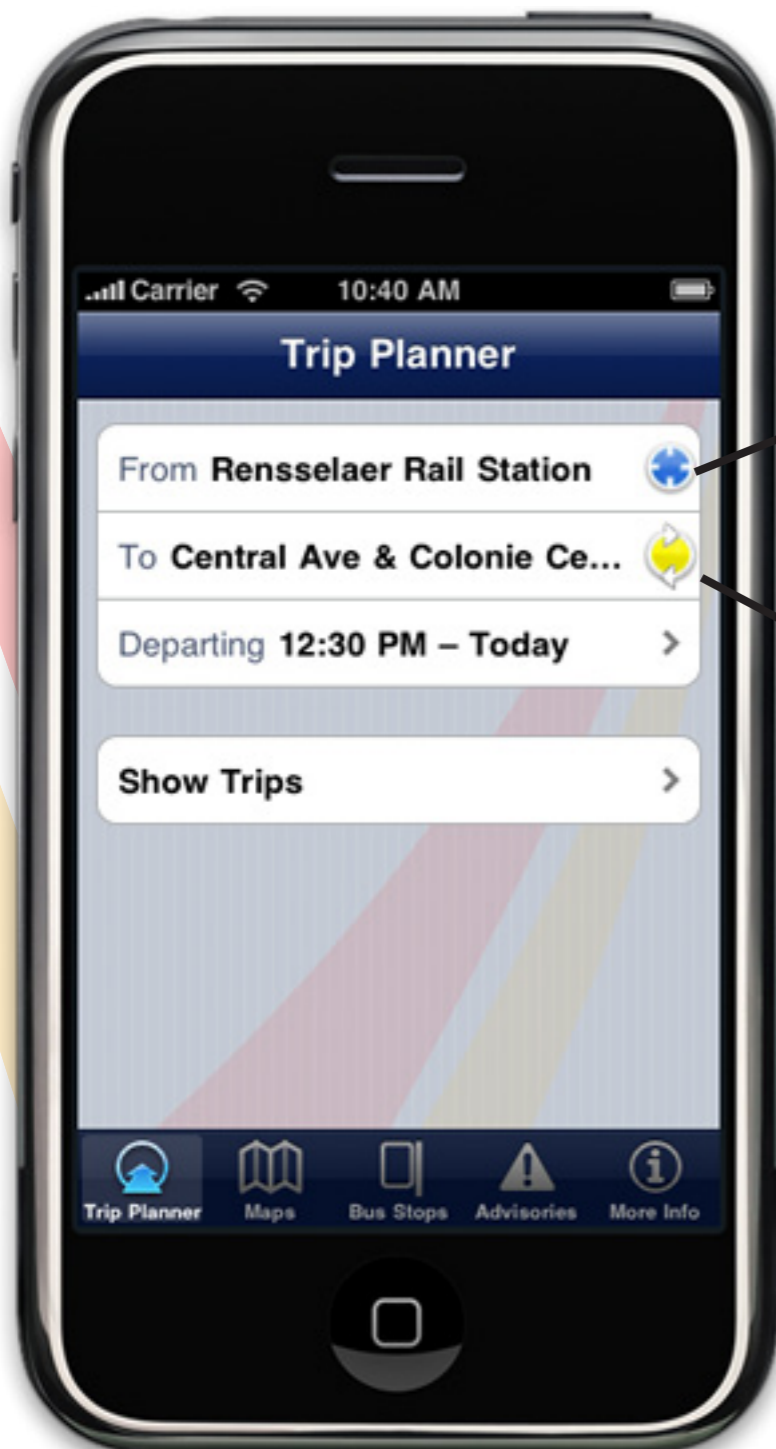 Carrier 10:40 AM
Trip Planner
From Rensselaer Rail Station
To Central Ave & Colonie Ce...
Departing 12:30 PM – Today
Show Trips
Trip Planner Maps Bus Stops Advisories More Info